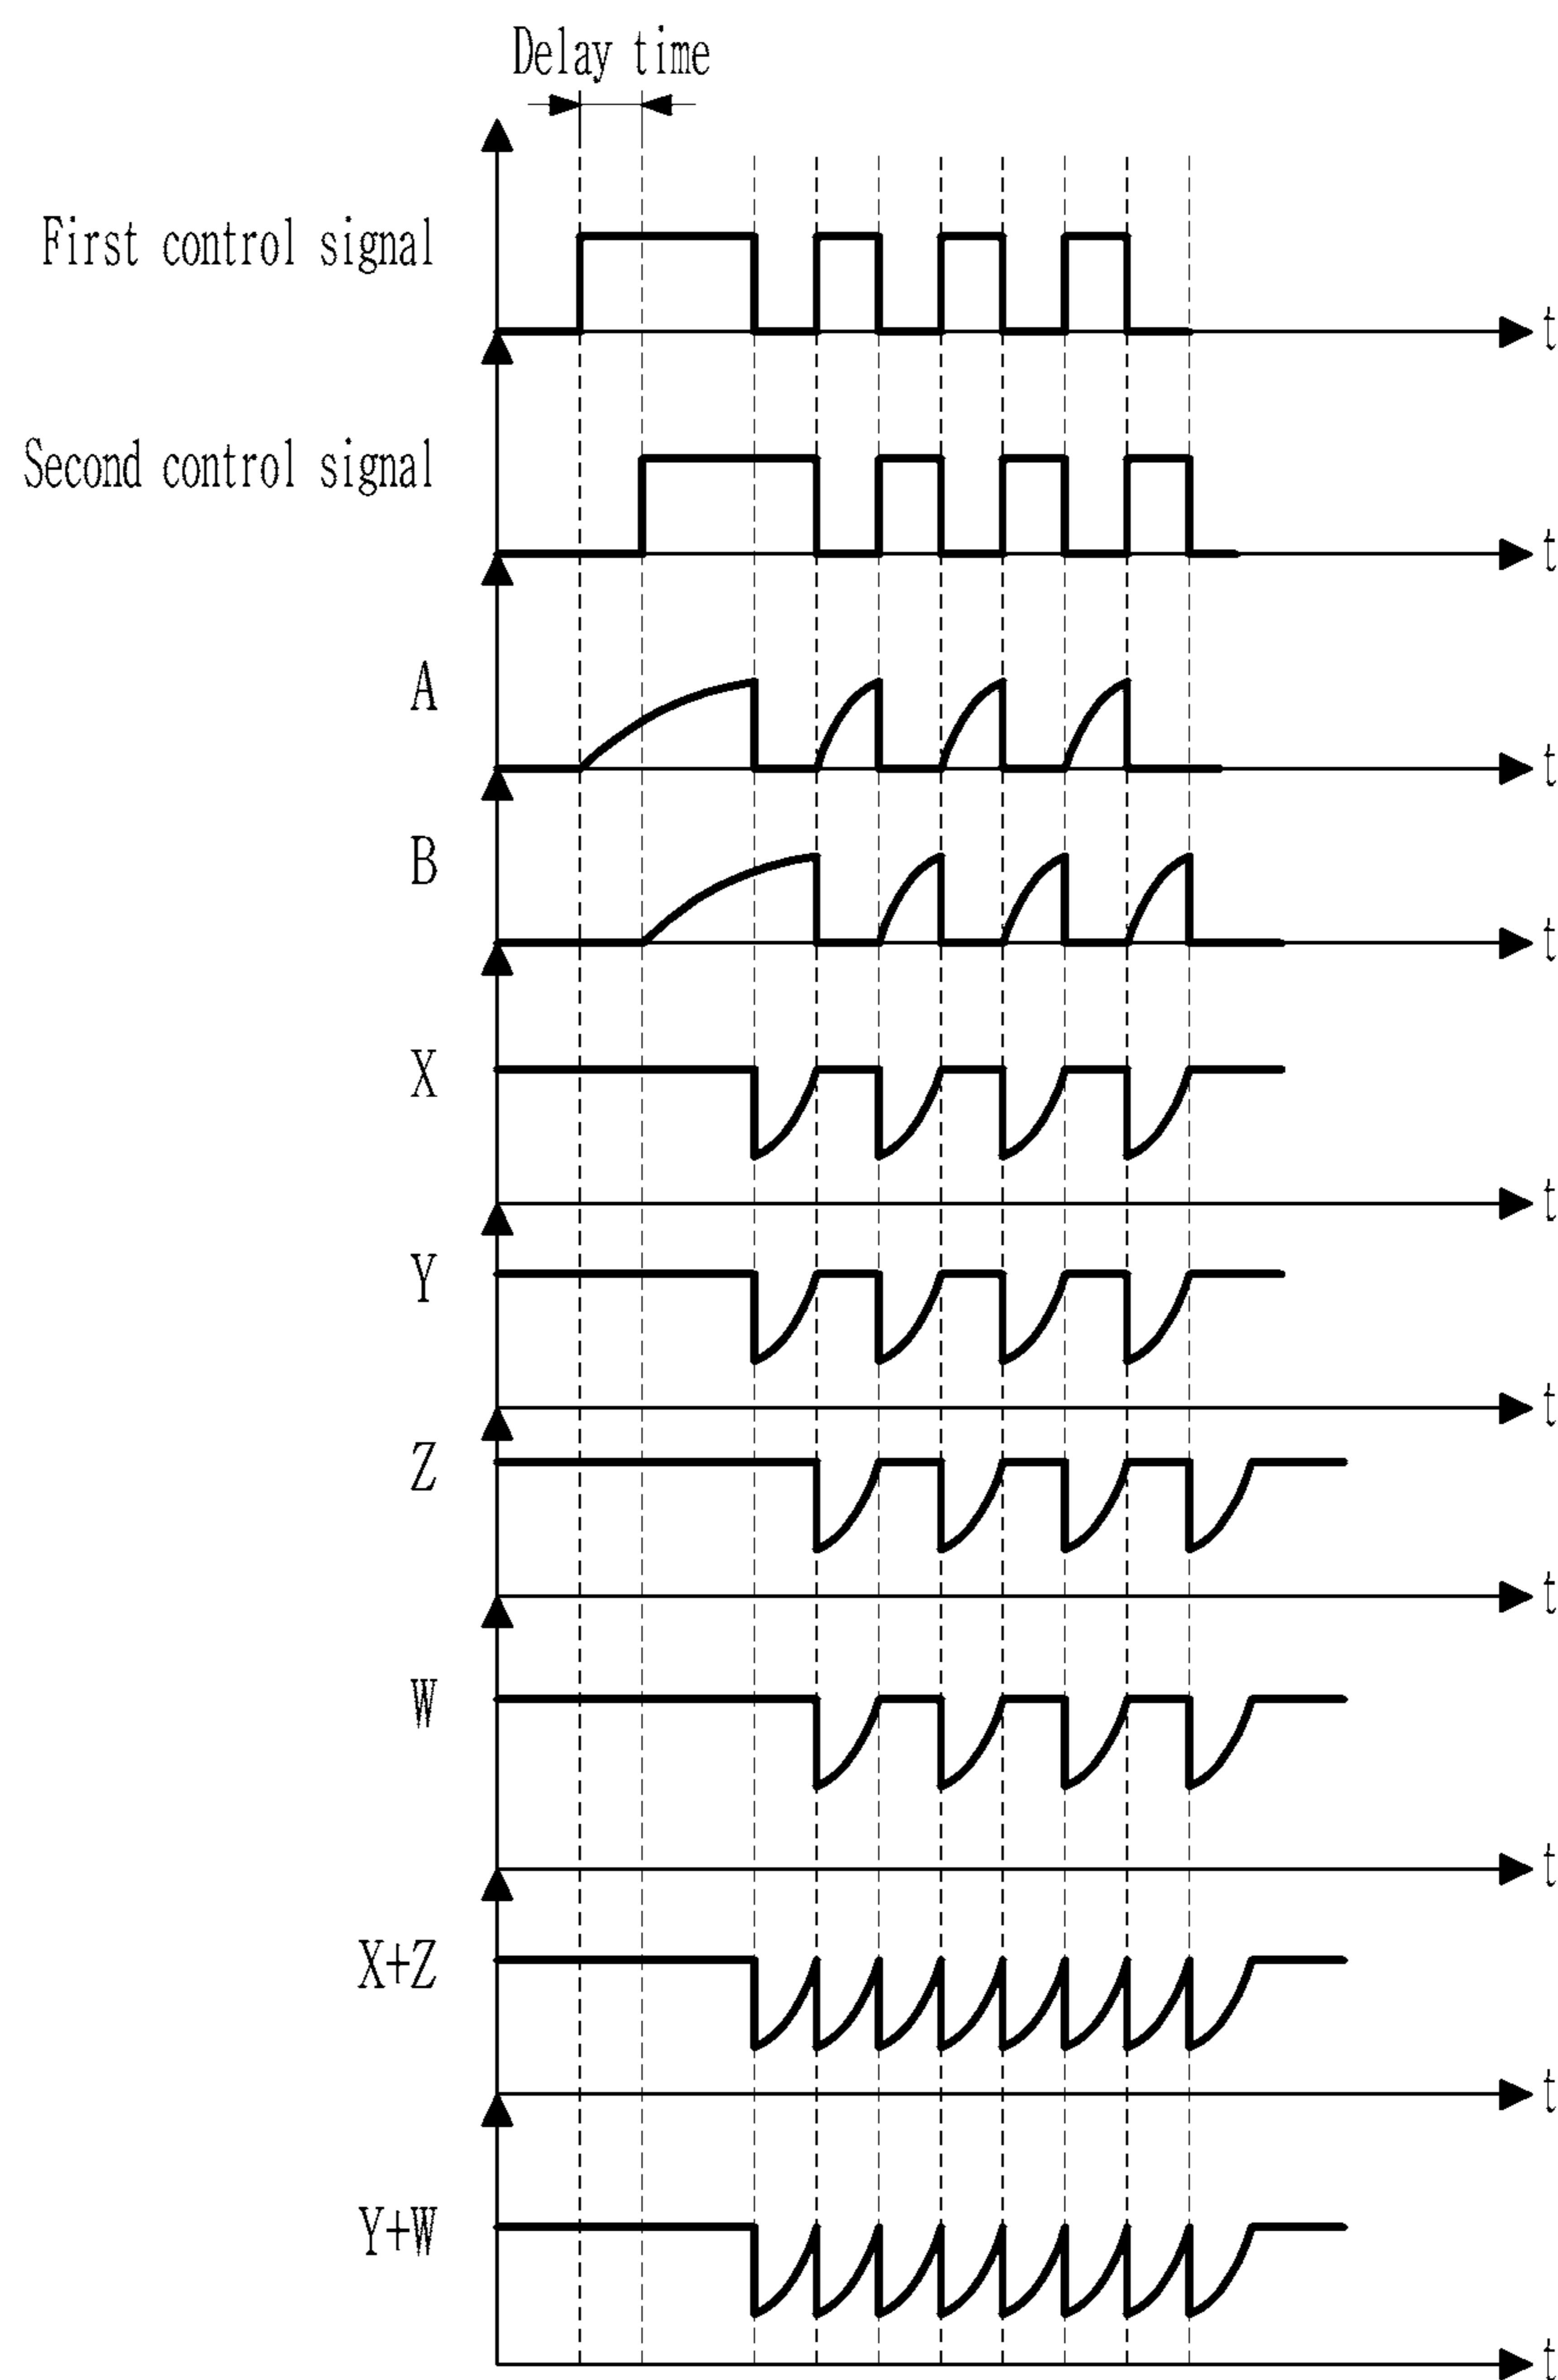 Delay time
First control signal
t
Second control signal
t
A
t
B
t
X
t
Y
t
Z
t
W
t
X+Z
t
Y+W
t